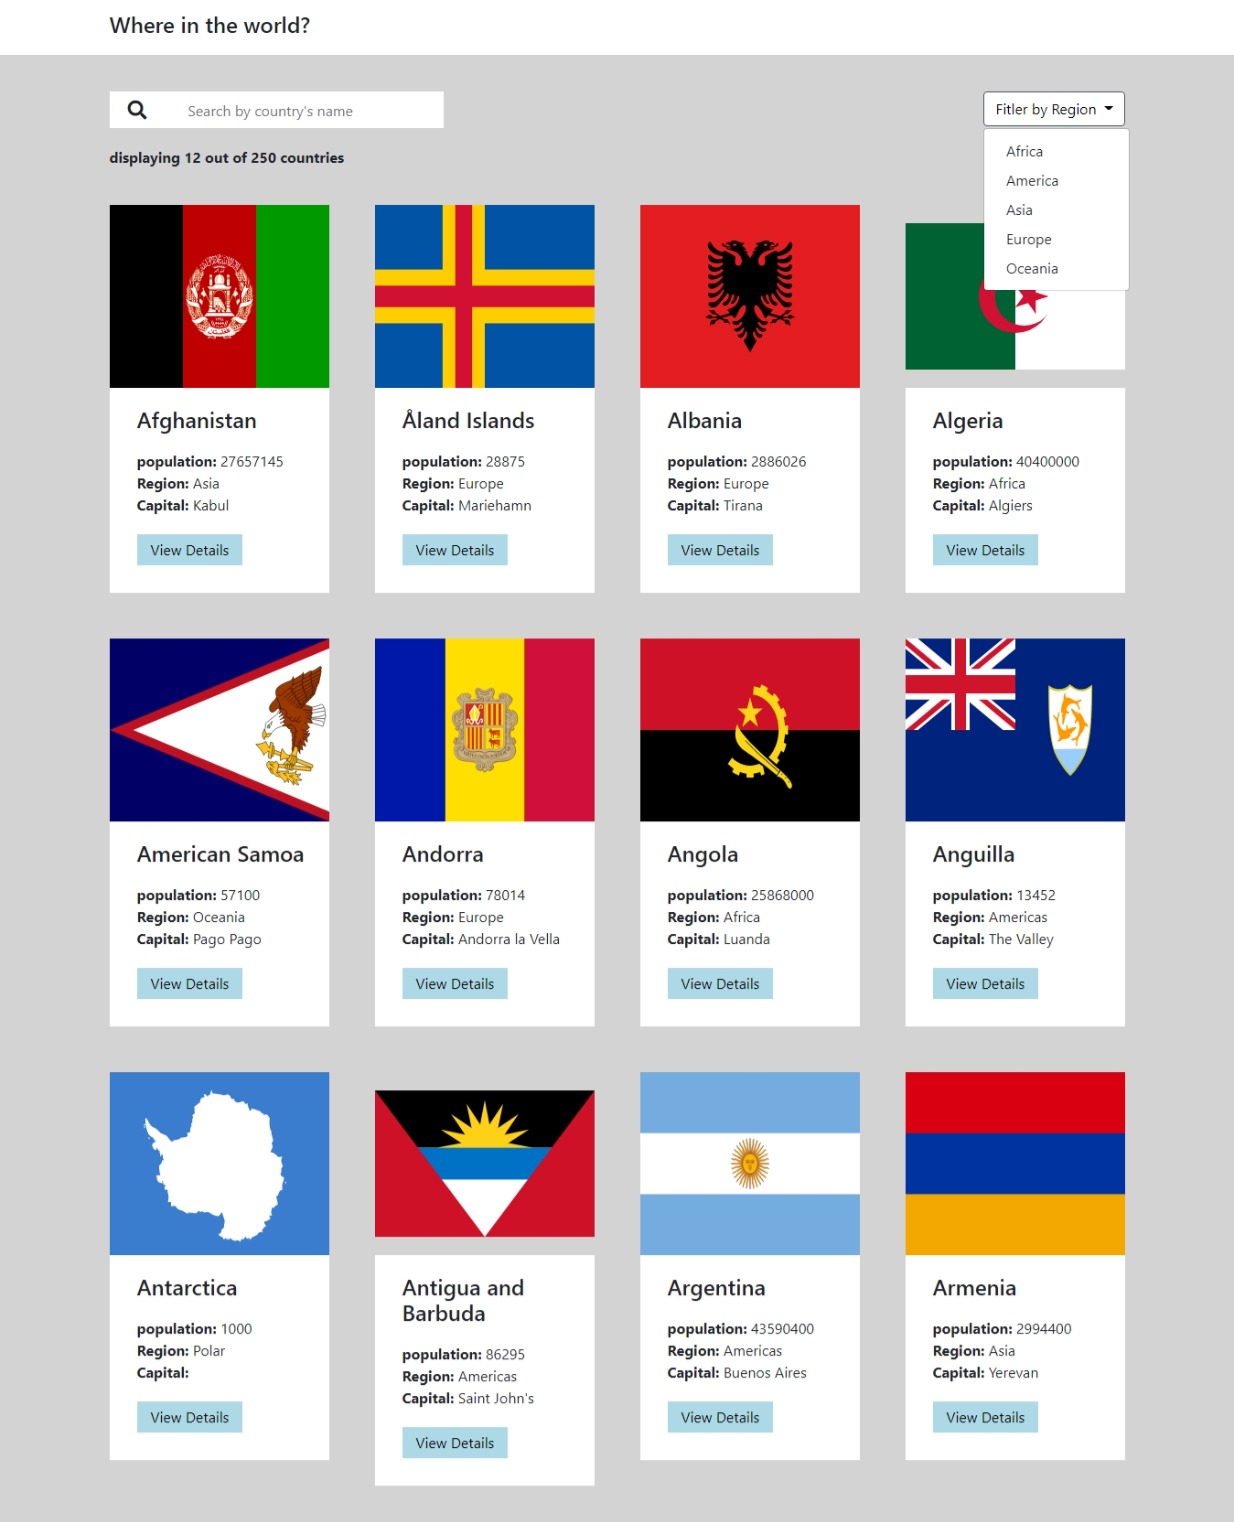 Where in the world?
Search by country's name
Fitler by Region
displaying 12 out of 250 countries
Africa
America
Asia
Europe
Oceania
Afghanistan
population: 27657145
Region: Asia
Capital: Kabul
View Details
Åland Islands
population: 28875
Region: Europe
Capital: Mariehamn
View Details
Albania
population: 2886026
Region: Europe
Capital: Tirana
View Details
Algeria
population: 40400000
Region: Africa
Capital: Algiers
View Details
American Samoa
population: 57100
Region: Oceania
Capital: Pago Pago
View Details
Andorra
population: 78014
Region: Europe
Capital: Andorra la Vella
View Details
Angola
population: 25868000
Region: Africa
Capital: Luanda
View Details
Anguilla
population: 13452
Region: Americas
Capital: The Valley
View Details
Antarctica
population: 1000
Region: Polar
Capital:
View Details
Antigua and
Barbuda
population: 86295
Region: Americas
Capital: Saint John's
View Details
Argentina
population: 43590400
Region: Americas
Capital: Buenos Aires
View Details
Armenia
population: 2994400
Region: Asia
Capital: Yerevan
View Details